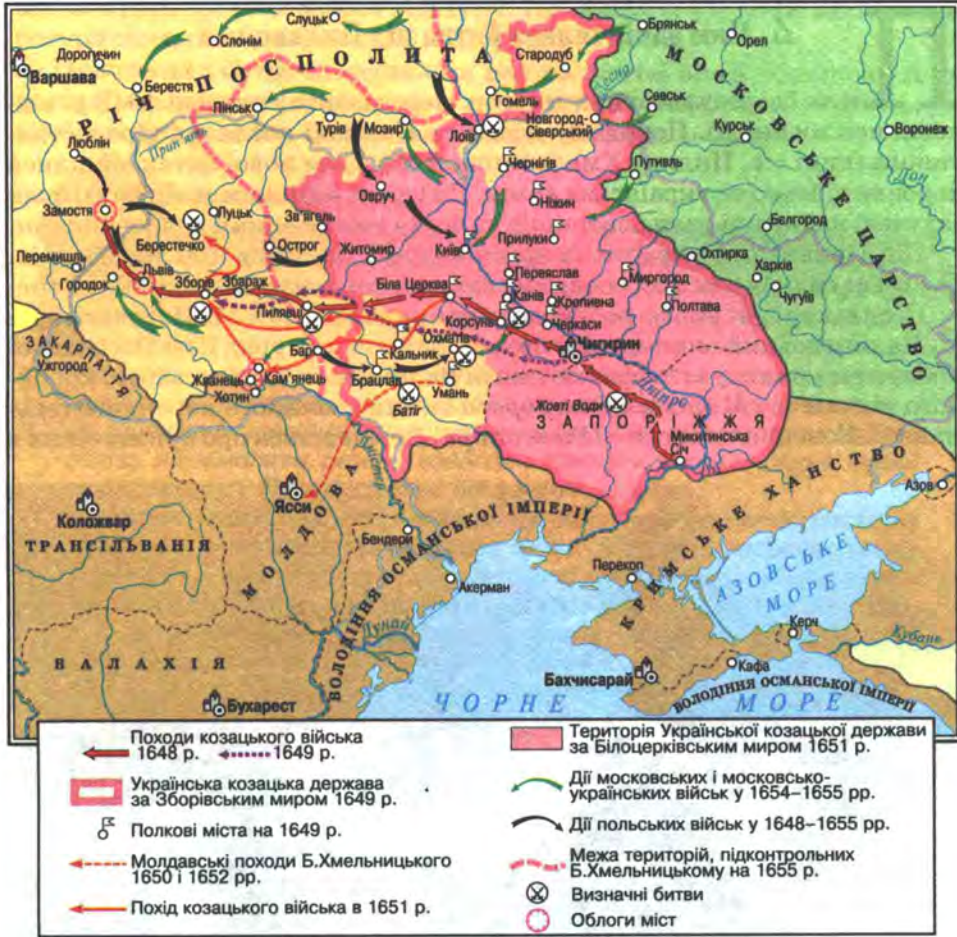 Слуцьк
Брянськ
Орел
Дорогичин
Слонім
Стародуб
Варшава
РІЧ ПОСПОЛИТА
МОСКОВСЬКЕ ЦАРСТВО
Берестя
Гомель
Десна
Севськ
Пінськ
Турів
Мозир
Лоїв
Новгород-
Сіверський
Курськ
Воронеж
Люблін
Прип'ять
Чернігів
Путивль
Дон
Овруч
Ніжин
Замостя
Луцьк
Зв'ягель
Берестечко
Острог
Житомир
Київ
Прилуки
Бєлгород
Перемишль
Охтирка
Харків
Львів
Переяслав
Миргород
Городок
Зборів
Збараж
Біла Церква
Чугуїв
Канів
Кропивна
Полтава
Пилявці
Корсунь
Черкаси
ЗАКАРПАТТЯ
Охматів
Чигирин
Ужгород
Бар
Кальник
Жванець
Кам'янець
Брацлав
Умань
Дніпро
Хотин
Батіг
Жовті Води
ЗАПОРІЖЖЯ
Микитинська
Січ
Дністер
Ясси
КРИМСЬКЕ ХАНСТВО
Азов
Коложвар
ТРАНСІЛЬВАНІЯ
МОЛДОВА
Бендери
ВОЛОДІННЯ ОСМАНСЬКОЇ ІМПЕРІЇ
Перекоп
АЗОВСЬКЕ
МОРЕ
Акерман
Керч
Дунай
Кубань
ВАЛАХІЯ
Кафа
Бахчисарай
ВОЛОДІННЯ ОСМАНСЬКОЇ ІМПЕРІЇ
Бухарест
ЧОРНЕ МОРЕ
Походи козацького війська
1648 р. 1649 р.
Українська козацька держава
за Зборівським миром 1649 р.
Полкові міста на 1649 р.
Молдавські походи Б.Хмельницького
1650 і 1652 рр.
Похід козацького війська в 1651 р.
Територія Української козацької держави
за Білоцерківським миром 1651 р.
Дії московських і московсько-
українських військ у 1654–1655 рр.
Дії польських військ у 1648–1655 рр.
Межа територій, підконтрольних
Б.Хмельницькому на 1655 р.
Визначні битви
Облоги міст